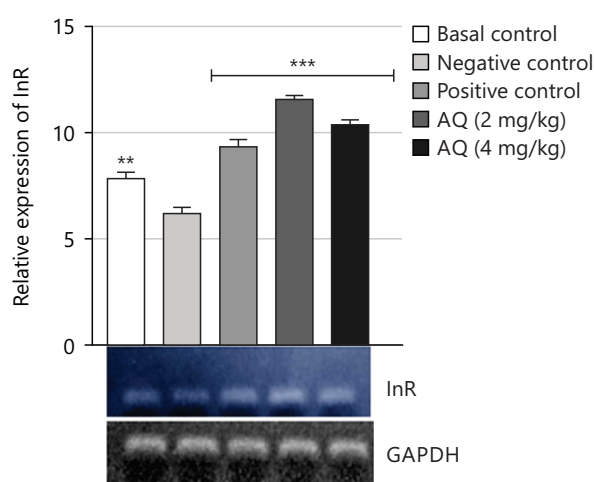 Relative expression of InR
15
10
5
0
**
***
Basal control
Negative control
Positive control
AQ (2 mg/kg)
AQ (4 mg/kg)
InR
GAPDH